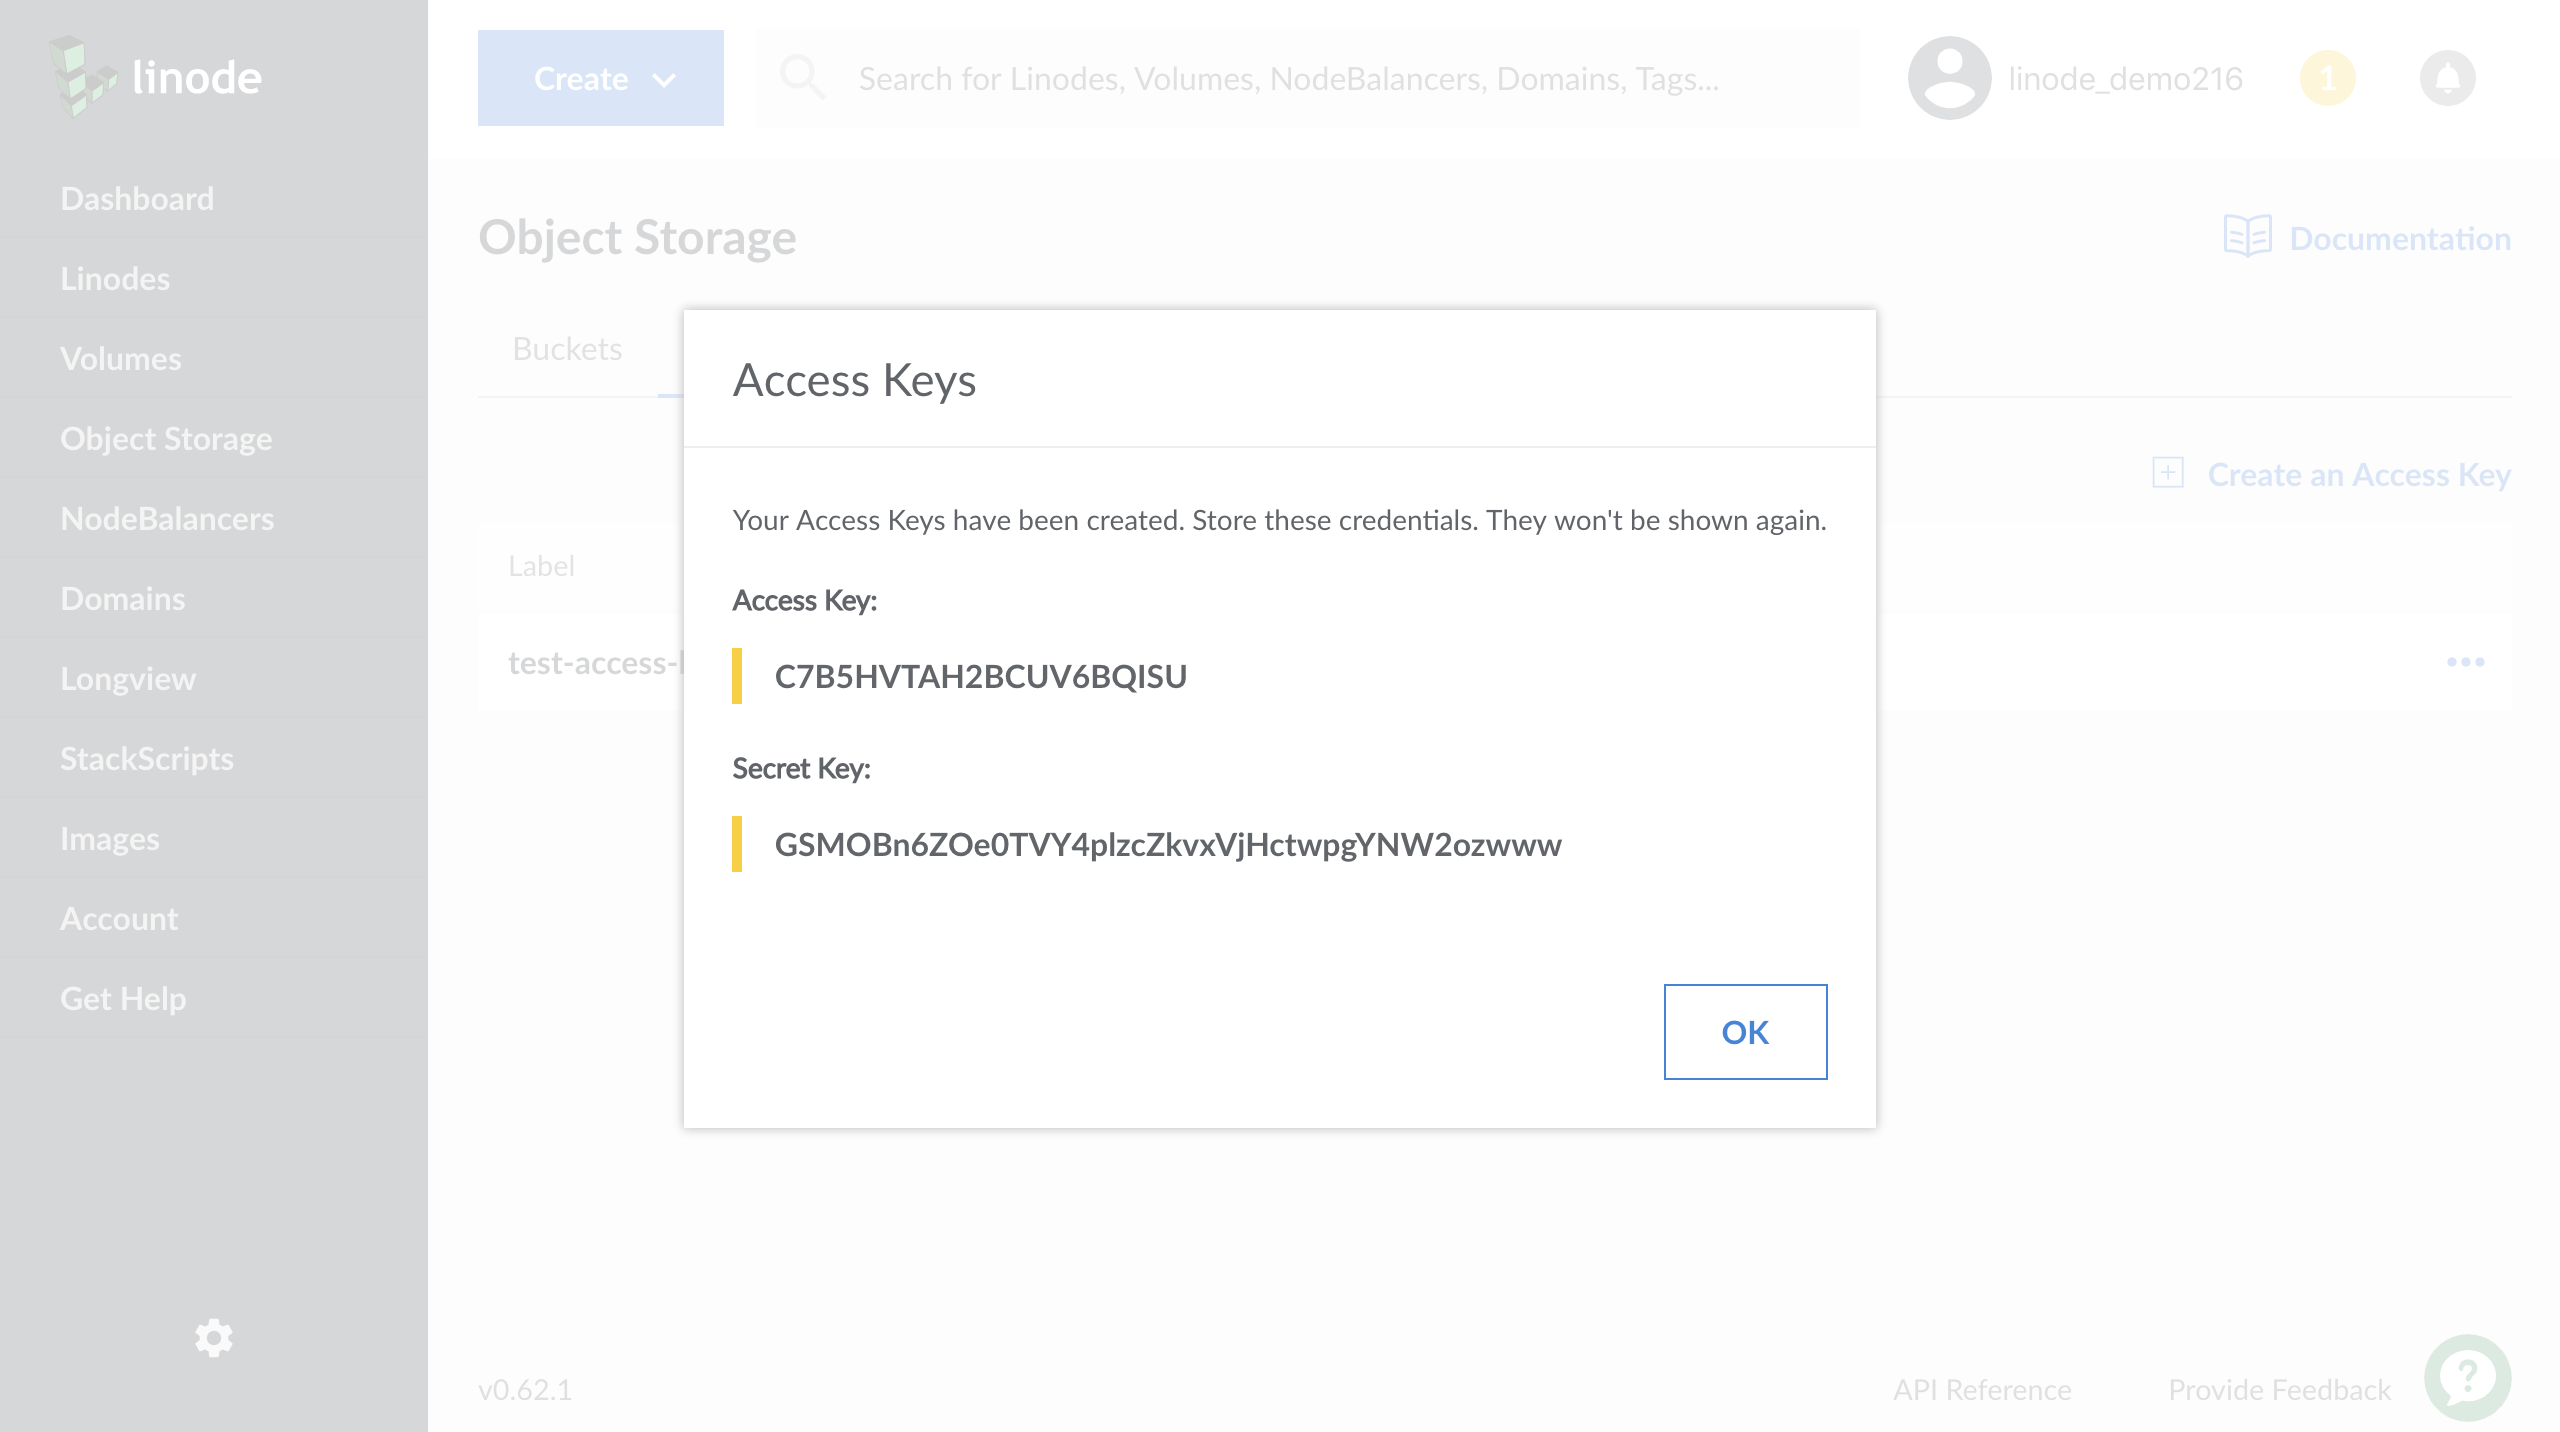 linode
Create
Search for Linodes, Volumes, NodeBalancers, Domains, Tags...
linode_demo216
1
Dashboard
Linodes
Volumes
Object Storage
NodeBalancers
Domains
Longview
StackScripts
Images
Account
Get Help
Object Storage
Documentation
Buckets
Create an Access Key
Label
test-access-
Access Keys
Your Access Keys have been created. Store these credentials. They won't be shown again.
Access Key:
C7B5HVTAH2BCUV6BQISU
Secret Key:
GSMOBn6ZOe0TVY4plzcZkvxVjHctwpgYNW2ozwww
OK
v0.62.1
API Reference
Provide Feedback
?